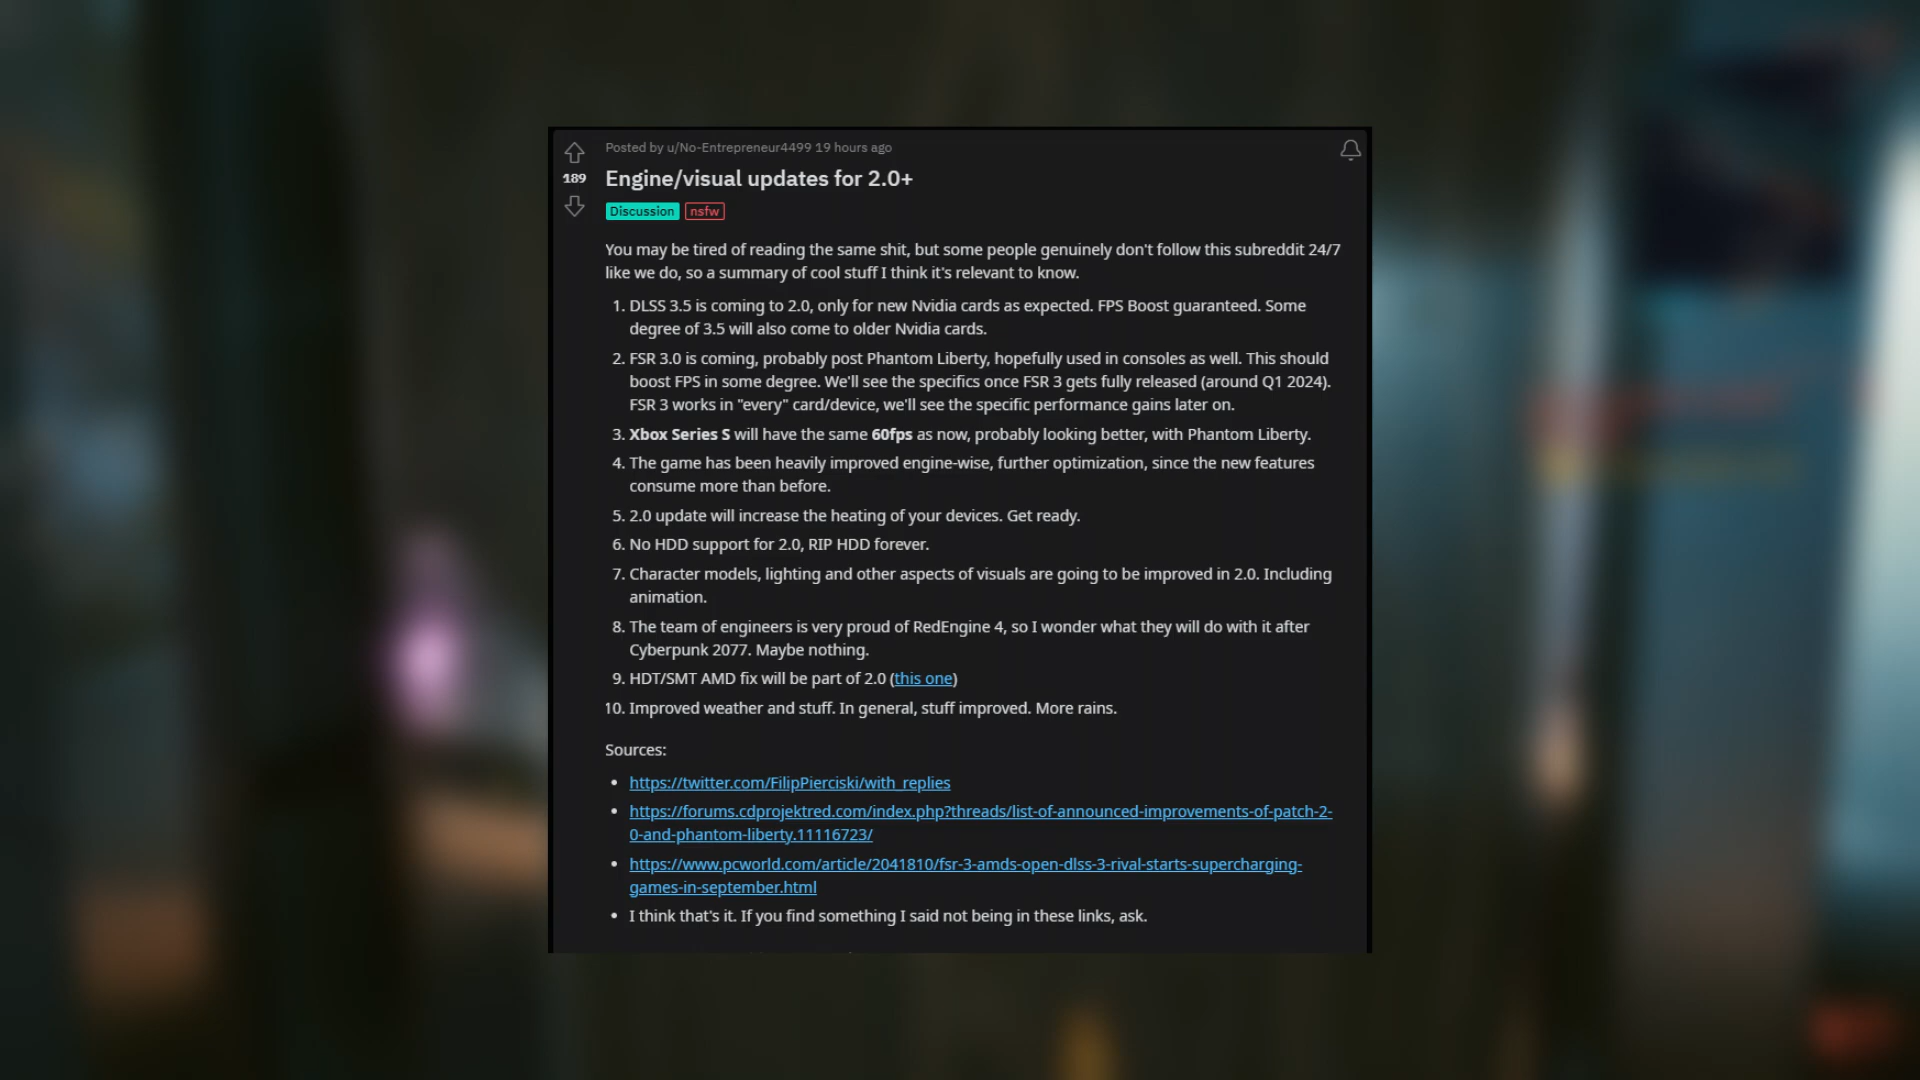 Posted by u/No-Entrepreneur4499 19 hours ago
189
Engine/visual updates for 2.0+
Discussion nsfw
You may be tired of reading the same shit, but some people genuinely don't follow this subreddit 24/7
like we do, so a summary of cool stuff I think it's relevant to know.
1. DLSS 3.5 is coming to 2.0, only for new Nvidia cards as expected. FPS Boost guaranteed. Some
degree of 3.5 will also come to older Nvidia cards.
2. FSR 3.0 is coming, probably post Phantom Liberty, hopefully used in consoles as well. This should
boost FPS in some degree. We'll see the specifics once FSR 3 gets fully released (around Q1 2024).
FSR 3 works in "every" card/device, we'll see the specific performance gains later on.
3. Xbox Series S will have the same 60fps as now, probably looking better, with Phantom Liberty.
4. The game has been heavily improved engine-wise, further optimization, since the new features
consume more than before.
5. 2.0 update will increase the heating of your devices. Get ready.
6. No HDD support for 2.0, RIP HDD forever.
7. Character models, lighting and other aspects of visuals are going to be improved in 2.0. Including
animation.
8. The team of engineers is very proud of RedEngine 4, so I wonder what they will do with it after
Cyberpunk 2077. Maybe nothing.
9. HDT/SMT AMD fix will be part of 2.0 (this one)
10. Improved weather and stuff. In general, stuff improved. More rains.
Sources:
• https://twitter.com/FilipPierciski/with_replies
• https://forums.cdprojektred.com/index.php?threads/list-of-announced-improvements-of-patch-2-
0-and-phantom-liberty.11116723/
• https://www.pcworld.com/article/2041810/fsr-3-amds-open-dlss-3-rival-starts-supercharging-
games-in-september.html
• I think that's it. If you find something I said not being in these links, ask.